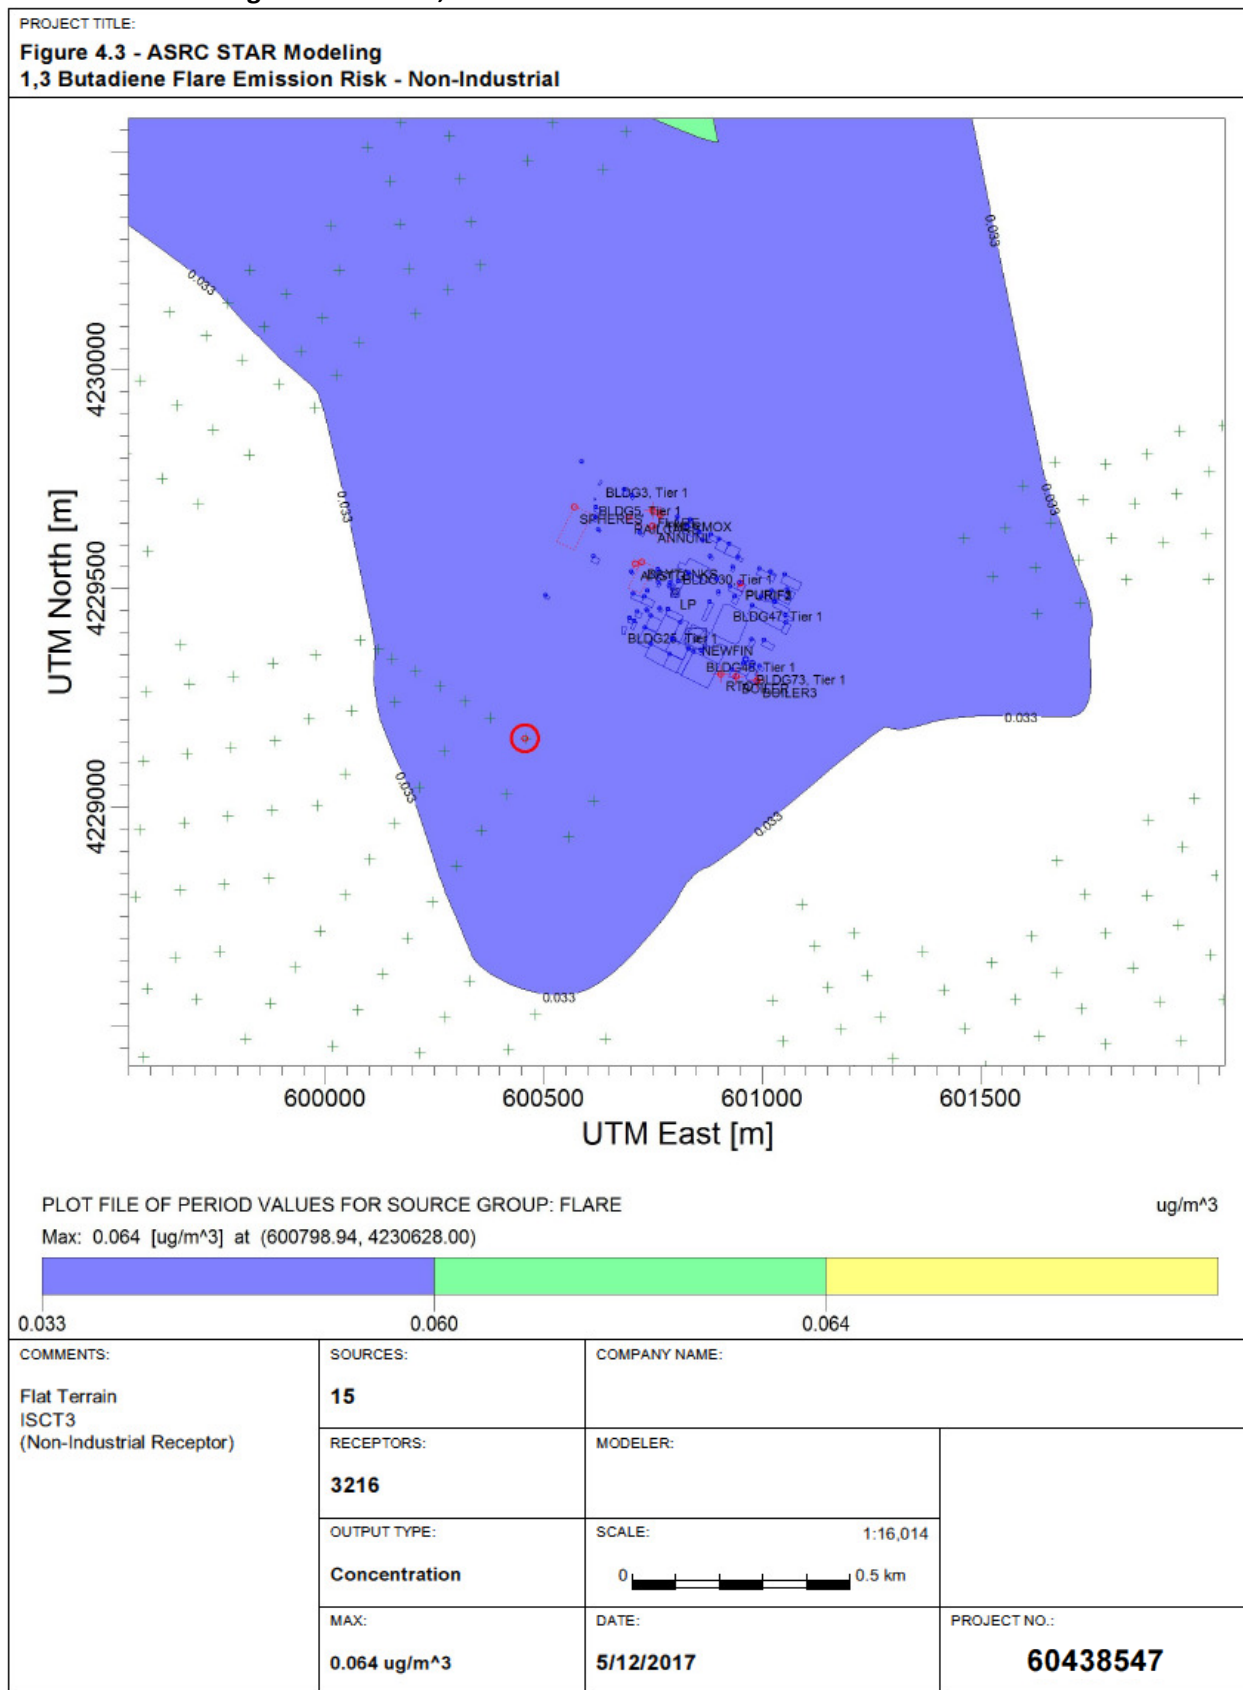 PROJECT TITLE:
Figure 4.3 - ASRC STAR Modeling
1,3 Butadiene Flare Emission Risk - Non-Industrial
0.033
0.033
0.033
0.033
0.033
0.033
0.033
0.033
BLDG3, Tier 1
BLDG5, Tier 1
SPHERES
ANNUNL
BLDG30, Tier 1
PURIF2
LP
BLDG47, Tier 1
BLDG25, Tier 1
NEWFIN
BLDG48, Tier 1
BLDG73, Tier 1
BOILER3
UTM North [m]
4230000
4229500
4229000
600000
600500
601000
601500
UTM East [m]
PLOT FILE OF PERIOD VALUES FOR SOURCE GROUP: FLARE
ug/m^3
Max: 0.064 [ug/m^3] at (600798.94, 4230628.00)
0.033
0.060
0.064
COMMENTS:
Flat Terrain
ISCT3
(Non-Industrial Receptor)
SOURCES:
15
COMPANY NAME:
RECEPTORS:
3216
MODELER:
OUTPUT TYPE:
Concentration
SCALE:
1:16,014
0
0.5 km
MAX:
0.064 ug/m^3
DATE:
5/12/2017
PROJECT NO.:
60438547